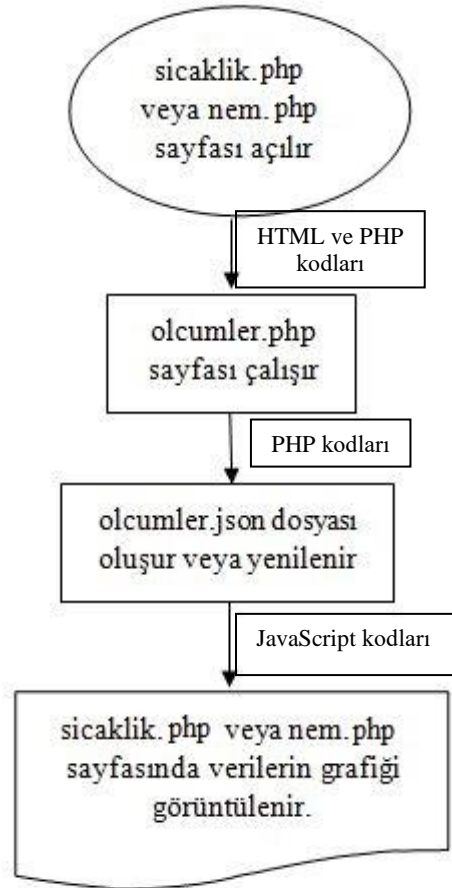 sicaklik.php
veya nem.php
sayfası açılır
HTML ve PHP
kodları
olcumler.php
sayfası çalışır
PHP kodları
olcumler.json dosyası
oluşur veya yenilenir
JavaScript kodları
sicaklik.php veya nem.php
sayfasında verilerin grafiği
görüntülenir.